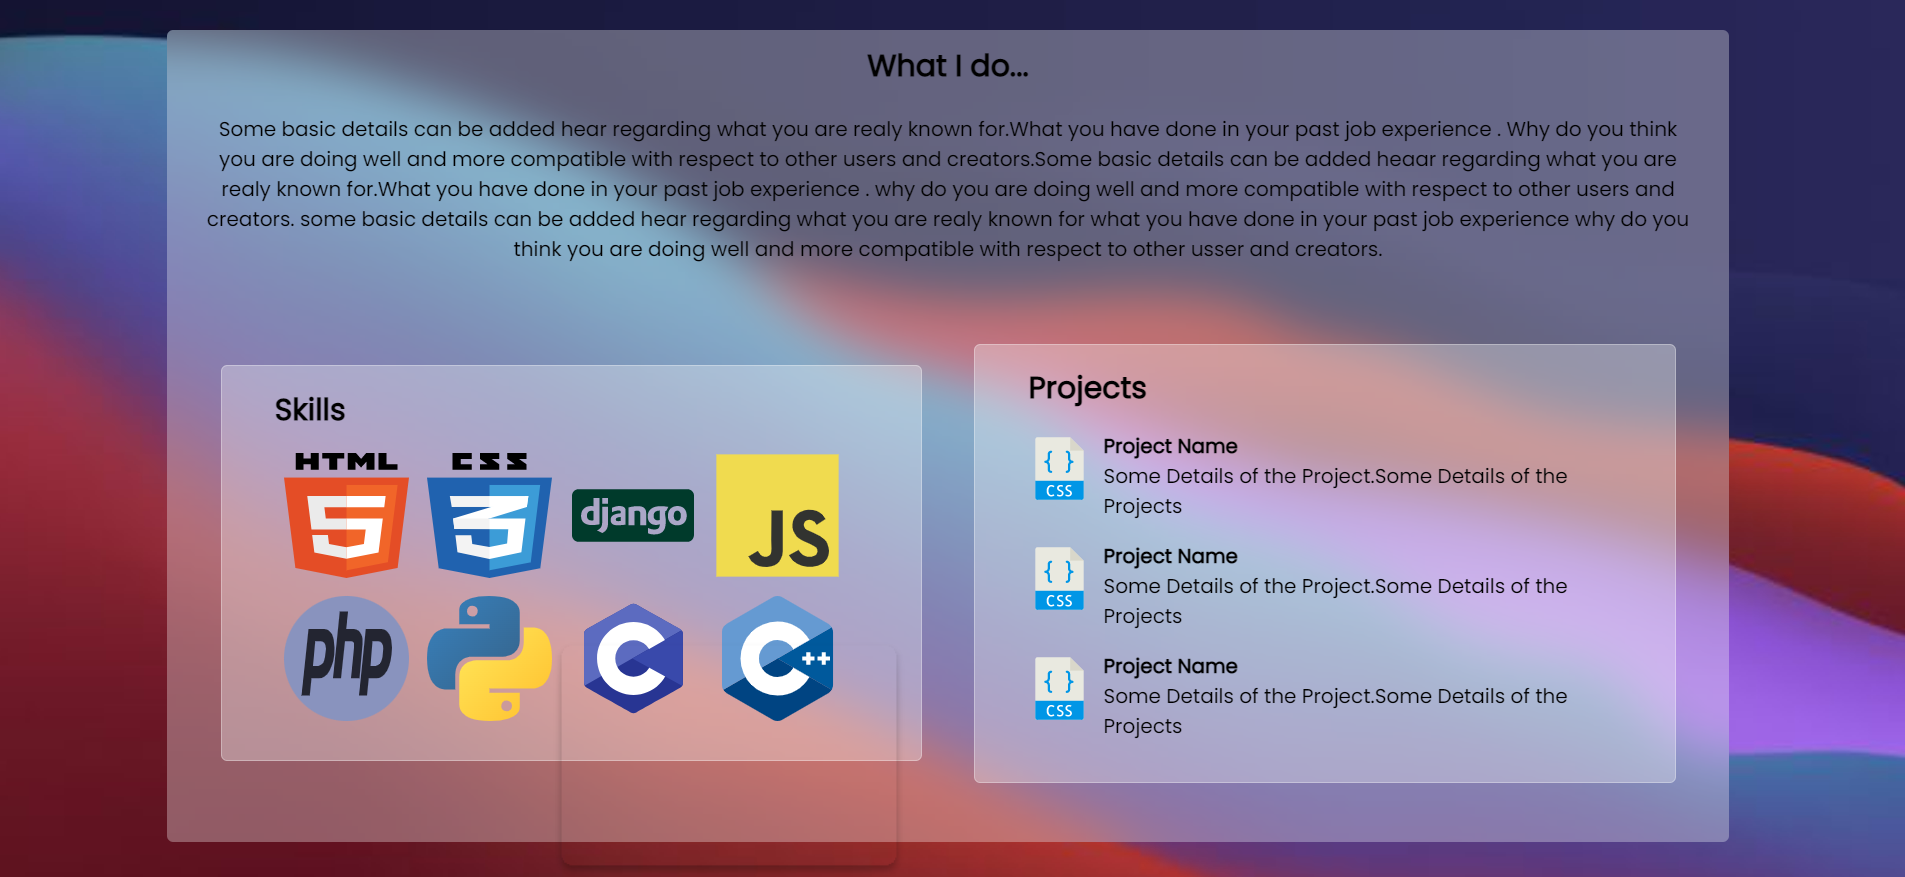 What I do...
Some basic details can be added hear regarding what you are realy known for.What you have done in your past job experience . Why do you think
you are doing well and more compatible with respect to other users and creators.Some basic details can be added heaar regarding what you are
realy known for.What you have done in your past job experience . why do you are doing well and more compatible with respect to other users and
creators. some basic details can be added hear regarding what you are realy known for what you have done in your past job experience why do you
think you are doing well and more compatible with respect to other usser and creators.
Skills
HTML
5
CSS
3
django
JS
php
C
C++
Projects
{ }
CSS
Project Name
Some Details of the Project.Some Details of the
Projects
{ }
CSS
Project Name
Some Details of the Project.Some Details of the
Projects
{ }
CSS
Project Name
Some Details of the Project.Some Details of the
Projects